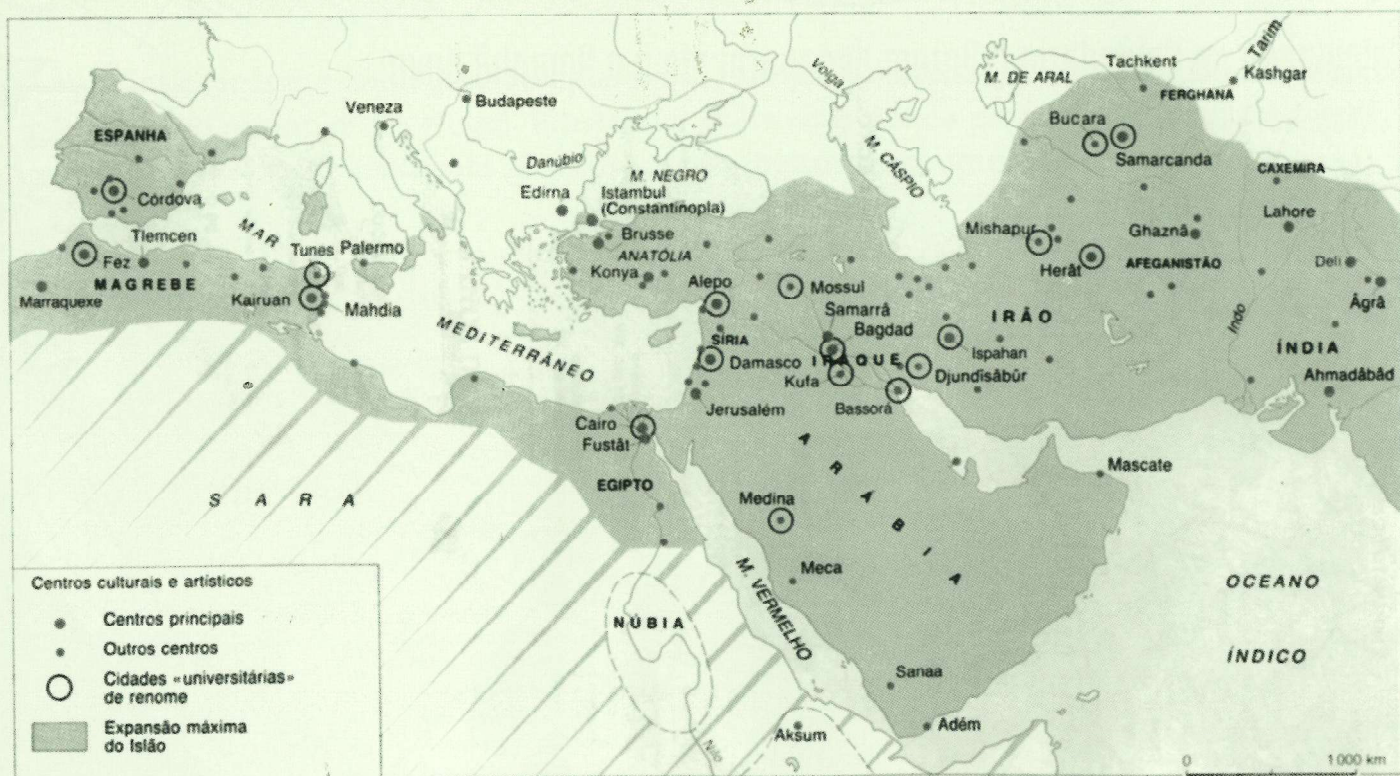 Tarim
Tachkent
Kashgar
M. DE ARAL
Volga
FERGHANA
Budapeste
Veneza
Bucara
ESPANHA
Samarcanda
M. CÁSPIO
Danúbio
M. NEGRO
CAXEMIRA
Edirna
Istambul
(Constantinopla)
Córdova
Lahore
Mishapur
Ghaznâ
MAR
Tlemcen
Tunes
Palermo
Brusse
ANATÓLIA
Fez
Herât
AFEGANISTÃO
Deli
Konya
MAGREBE
Alepo
Mossul
Âgrâ
Marraquexe
Kairuan
Mahdia
Samarrâ
IRÃO
Indo
Bagdad
MEDITERRÂNEO
SÍRIA
ÍNDIA
Damasco
IRAQUE
Ispahan
Kufa
Djundîsâbûr
Ahmadâbâd
Jerusalém
Bassorá
Cairo
Fustât
ARABIA
Mascate
EGIPTO
SARA
Medina
Meca
M. VERMELHO
OCEANO
ÍNDICO
NÚBIA
Sanaa
Adém
Nilo
Aksum
Centros culturais e artísticos
Centros principais
Outros centros
Cidades «universitárias»
de renome
Expansão máxima
do Islão
0 1000 km